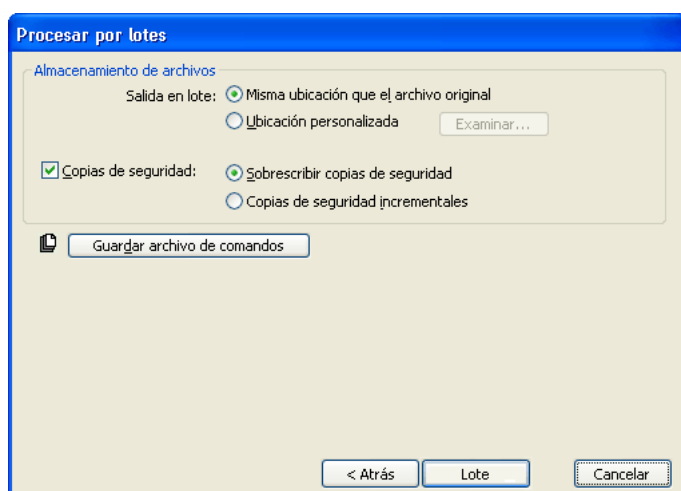 Procesar por lotes
Almacenamiento de archivos
Salida en lote: Misma ubicación que el archivo original
Ubicación personalizada Examinar...
Copias de seguridad: Sobrescribir copias de seguridad
Copias de seguridad incrementales
Guardar archivo de comandos
< Atrás Lote Cancelar